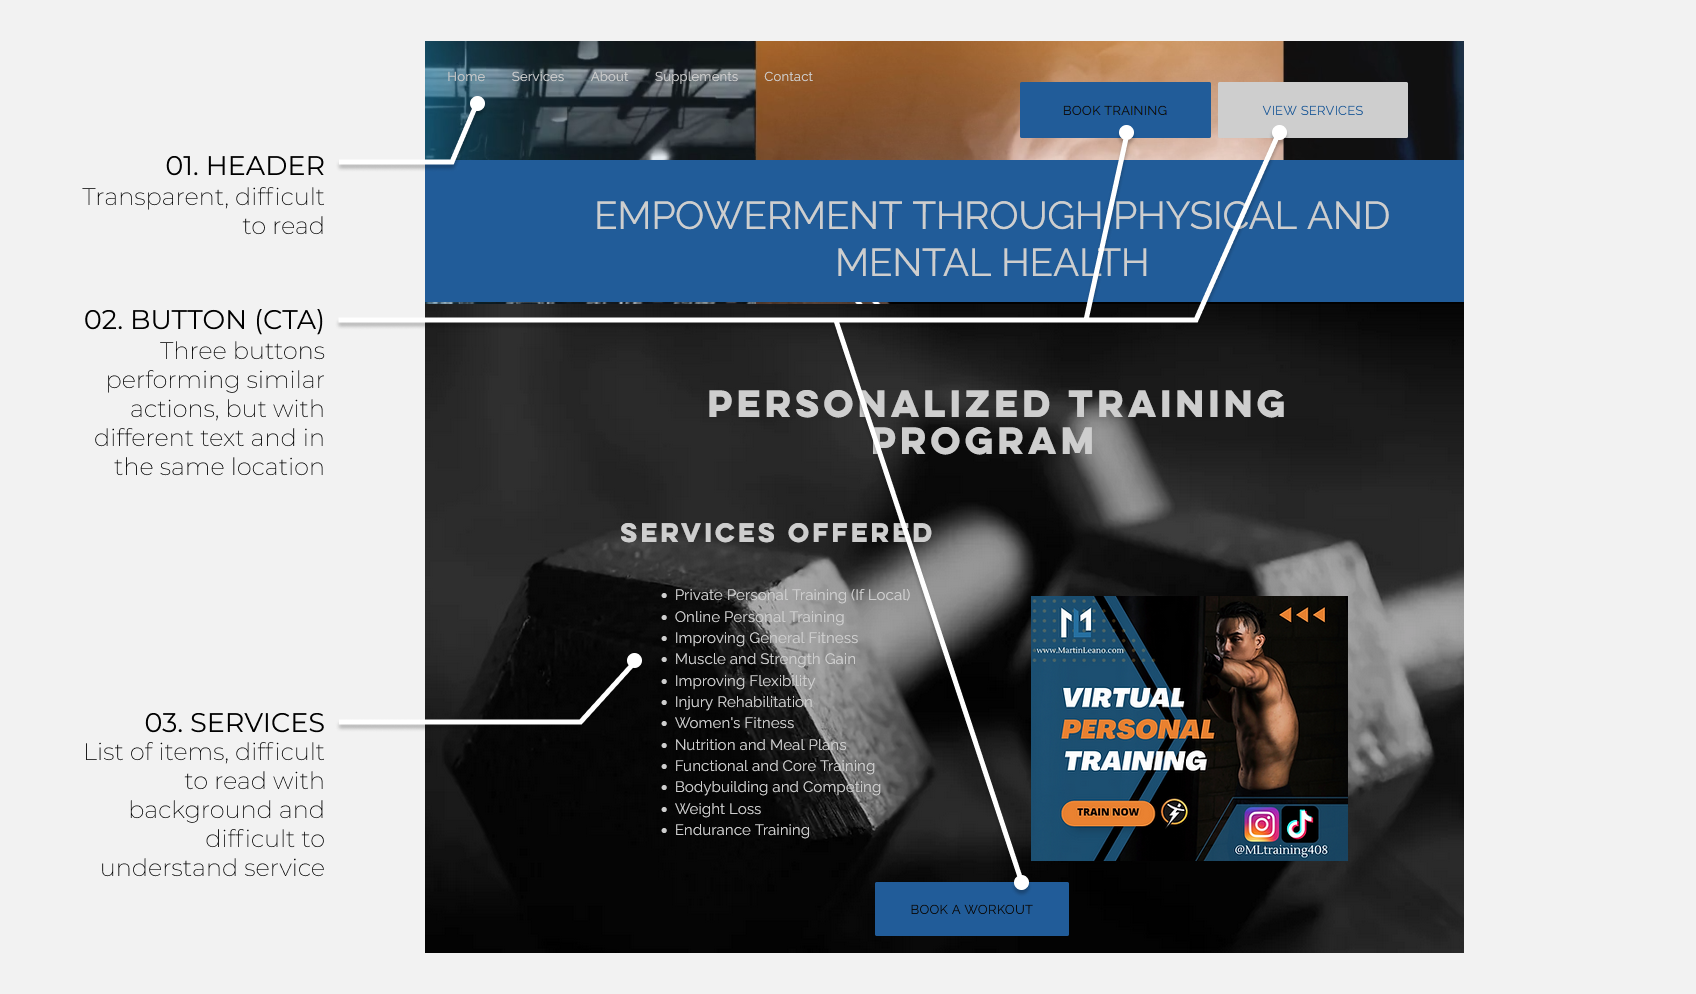 Home Services About Supplements Contact
BOOK TRAINING
VIEW SERVICES
01. HEADER
Transparent, difficult
to read
EMPOWERMENT THROUGH PHYSICAL AND
MENTAL HEALTH
02. BUTTON (CTA)
Three buttons
performing similar
actions, but with
different text and in
the same location
PERSONALIZED TRAINING
PROGRAM
SERVICES OFFERED
• Private Personal Training (If Local)
• Online Personal Training
• Improving General Fitness
• Muscle and Strength Gain
• Improving Flexibility
• Injury Rehabilitation
• Women's Fitness
• Nutrition and Meal Plans
• Functional and Core Training
• Bodybuilding and Competing
• Weight Loss
• Endurance Training
03. SERVICES
List of items, difficult
to read with
background and
difficult to
understand service
www.MartinLeano.com
VIRTUAL
PERSONAL
TRAINING
TRAIN NOW
@MLtraining408
BOOK A WORKOUT